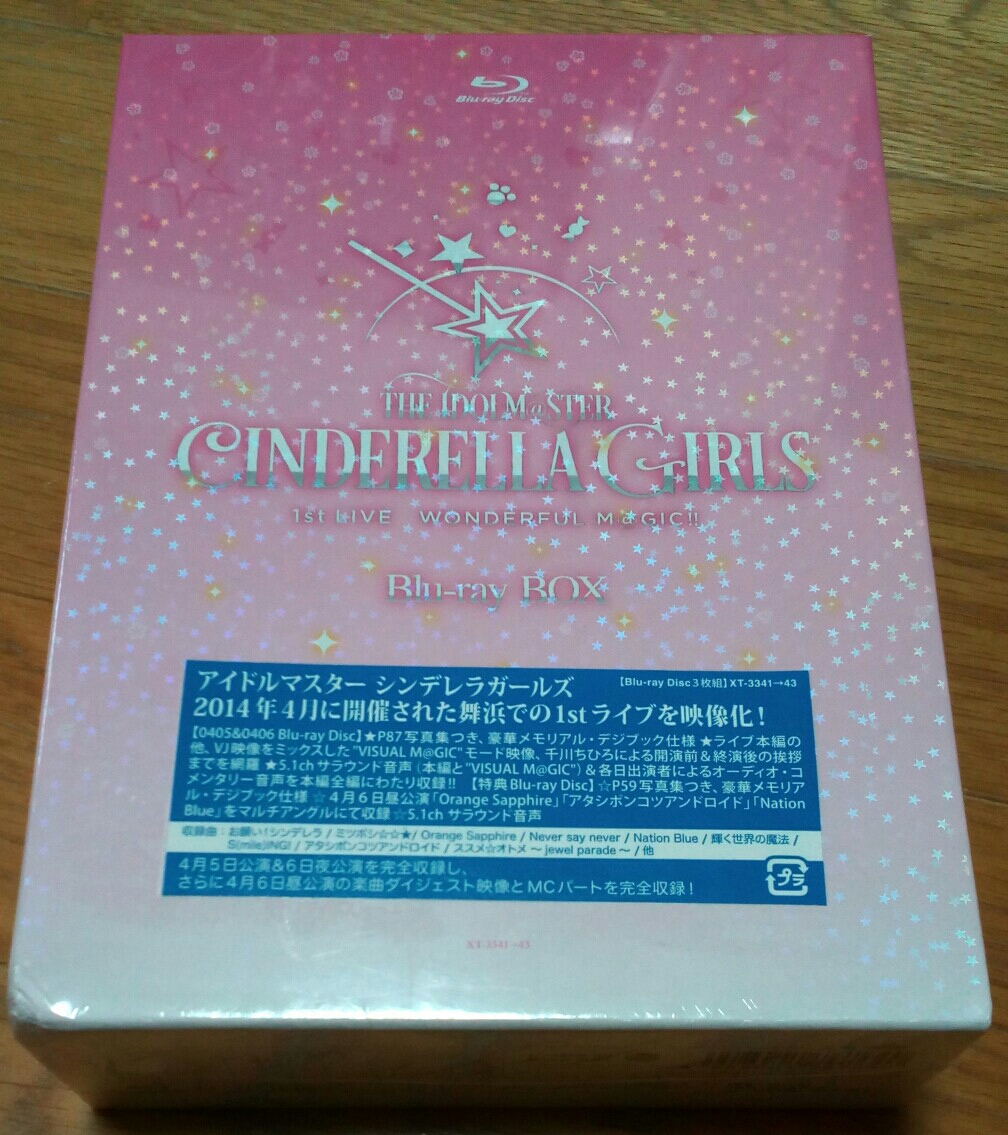 Blu-ray Disc
THE IDOLM@STER
CINDERELLA GIRLS
1st LIVE WONDERFUL M@GIC!!
Blu-ray BOX
アイドルマスター シンデレラガールズ 【Blu-ray Disc3枚組】XT-3341→43
2014年4月に開催された舞浜での1stライブを映像化！
【0405&0406 Blu-ray Disc】★P87写真集つき、豪華メモリアル・デジブック仕様 ★ライブ本編の
他、VJ映像をミックスした"VISUAL M@GIC"モード映像、千川ちひろによる開演前&終演後の挨拶
までを網羅 ★5.1chサラウンド音声（本編と"VISUAL M@GIC"）&各日出演者によるオーディオ・コ
メンタリー音声を本編全編にわたり収録!! 【特典Blu-ray Disc】☆P59写真集つき、豪華メモリア
ル・デジブック仕様 ☆4月6日昼公演「Orange Sapphire」「アタシポンコツアンドロイド」「Nation
Blue」をマルチアングルにて収録 ☆5.1ch サラウンド音声
収録曲：お願い！シンデレラ / ミツボシ☆☆★ / Orange Sapphire / Never say never / Nation Blue / 輝く世界の魔法 /
S(mile)ING! / アタシポンコツアンドロイド / ススメ☆オトメ ～jewel parade～ / 他
4月5日公演&6日夜公演を完全収録し、
さらに4月6日昼公演の楽曲ダイジェスト映像とMCパートを完全収録！
プラ
XT-3341→43